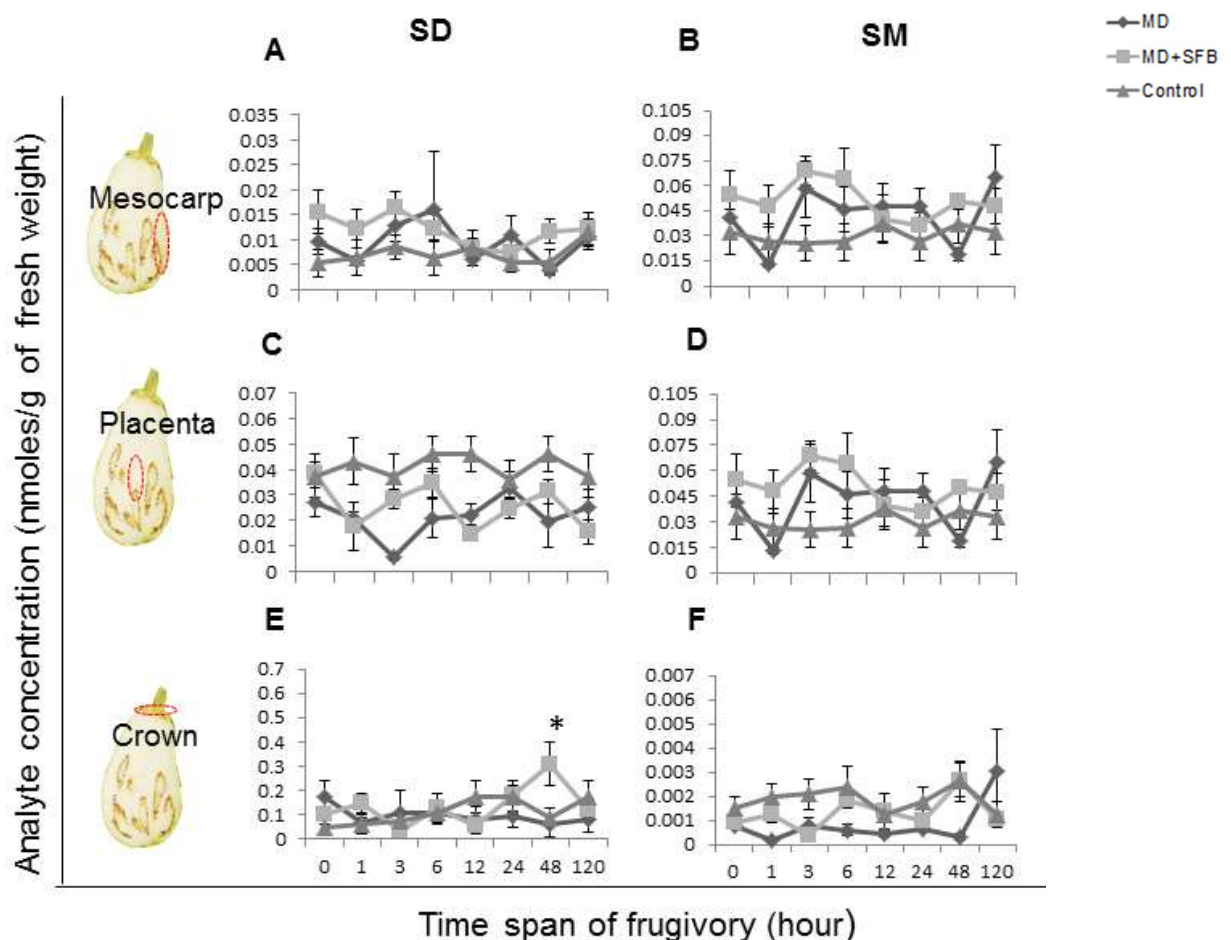 SD
SM
MD
MD+SFB
Control
A
B
Analyte concentration (nmoles/g of fresh weight)
Mesocarp
0.035
0.03
0.025
0.02
0.015
0.01
0.005
0
0.105
0.09
0.075
0.06
0.045
0.03
0.015
0
C
D
Placenta
0.07
0.06
0.05
0.04
0.03
0.02
0.01
0
0.105
0.09
0.075
0.06
0.045
0.03
0.015
0
E
F
Crown
0.7
0.6
0.5
0.4
0.3
0.2
0.1
0
*
0.007
0.006
0.005
0.004
0.003
0.002
0.001
0
0 1 3 6 12 24 48 120
0 1 3 6 12 24 48 120
Time span of frugivory (hour)